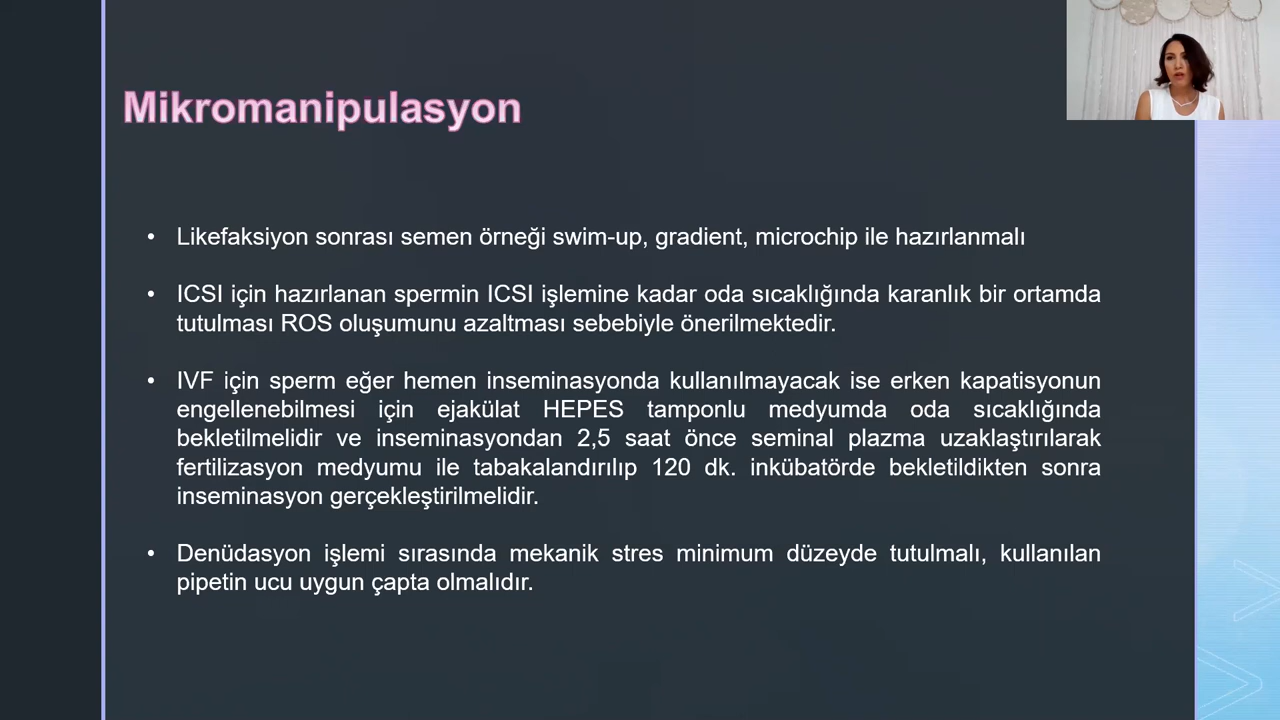 Mikromanipulasyon
• Likefaksiyon sonrası semen örneği swim-up, gradient, microchip ile hazırlanmalı
• ICSI için hazırlanan spermin ICSI işlemine kadar oda sıcaklığında karanlık bir ortamda
tutulması ROS oluşumunu azaltması sebebiyle önerilmektedir.
• IVF için sperm eğer hemen inseminasyonda kullanılmayacak ise erken kapatisyonun
engellenebilmesi için ejakülat HEPES tamponlu medyumda oda sıcaklığında
bekletilmelidir ve inseminasyondan 2,5 saat önce seminal plazma uzaklaştırılarak
fertilizasyon medyumu ile tabakalandırılıp 120 dk. inkübatörde bekletildikten sonra
inseminasyon gerçekleştirilmelidir.
• Denüdasyon işlemi sırasında mekanik stres minimum düzeyde tutulmalı, kullanılan
pipetin ucu uygun çapta olmalıdır.